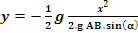 y = − 1/2 g x² / (2.g AB .sin(α))